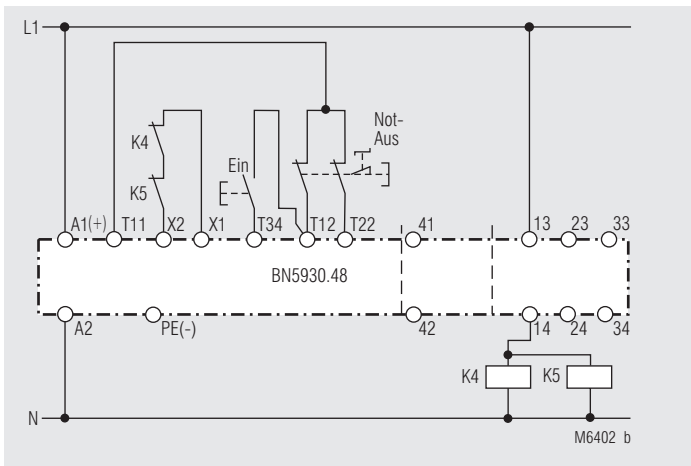 L1
Not-
Aus
K4
Ein
K5
A1(+) T11 X2 X1 T34 T12 T22 41 13 23 33
BN5930.48
A2 PE(-) 42 14 24 34
K4 K5
N
M6402 b